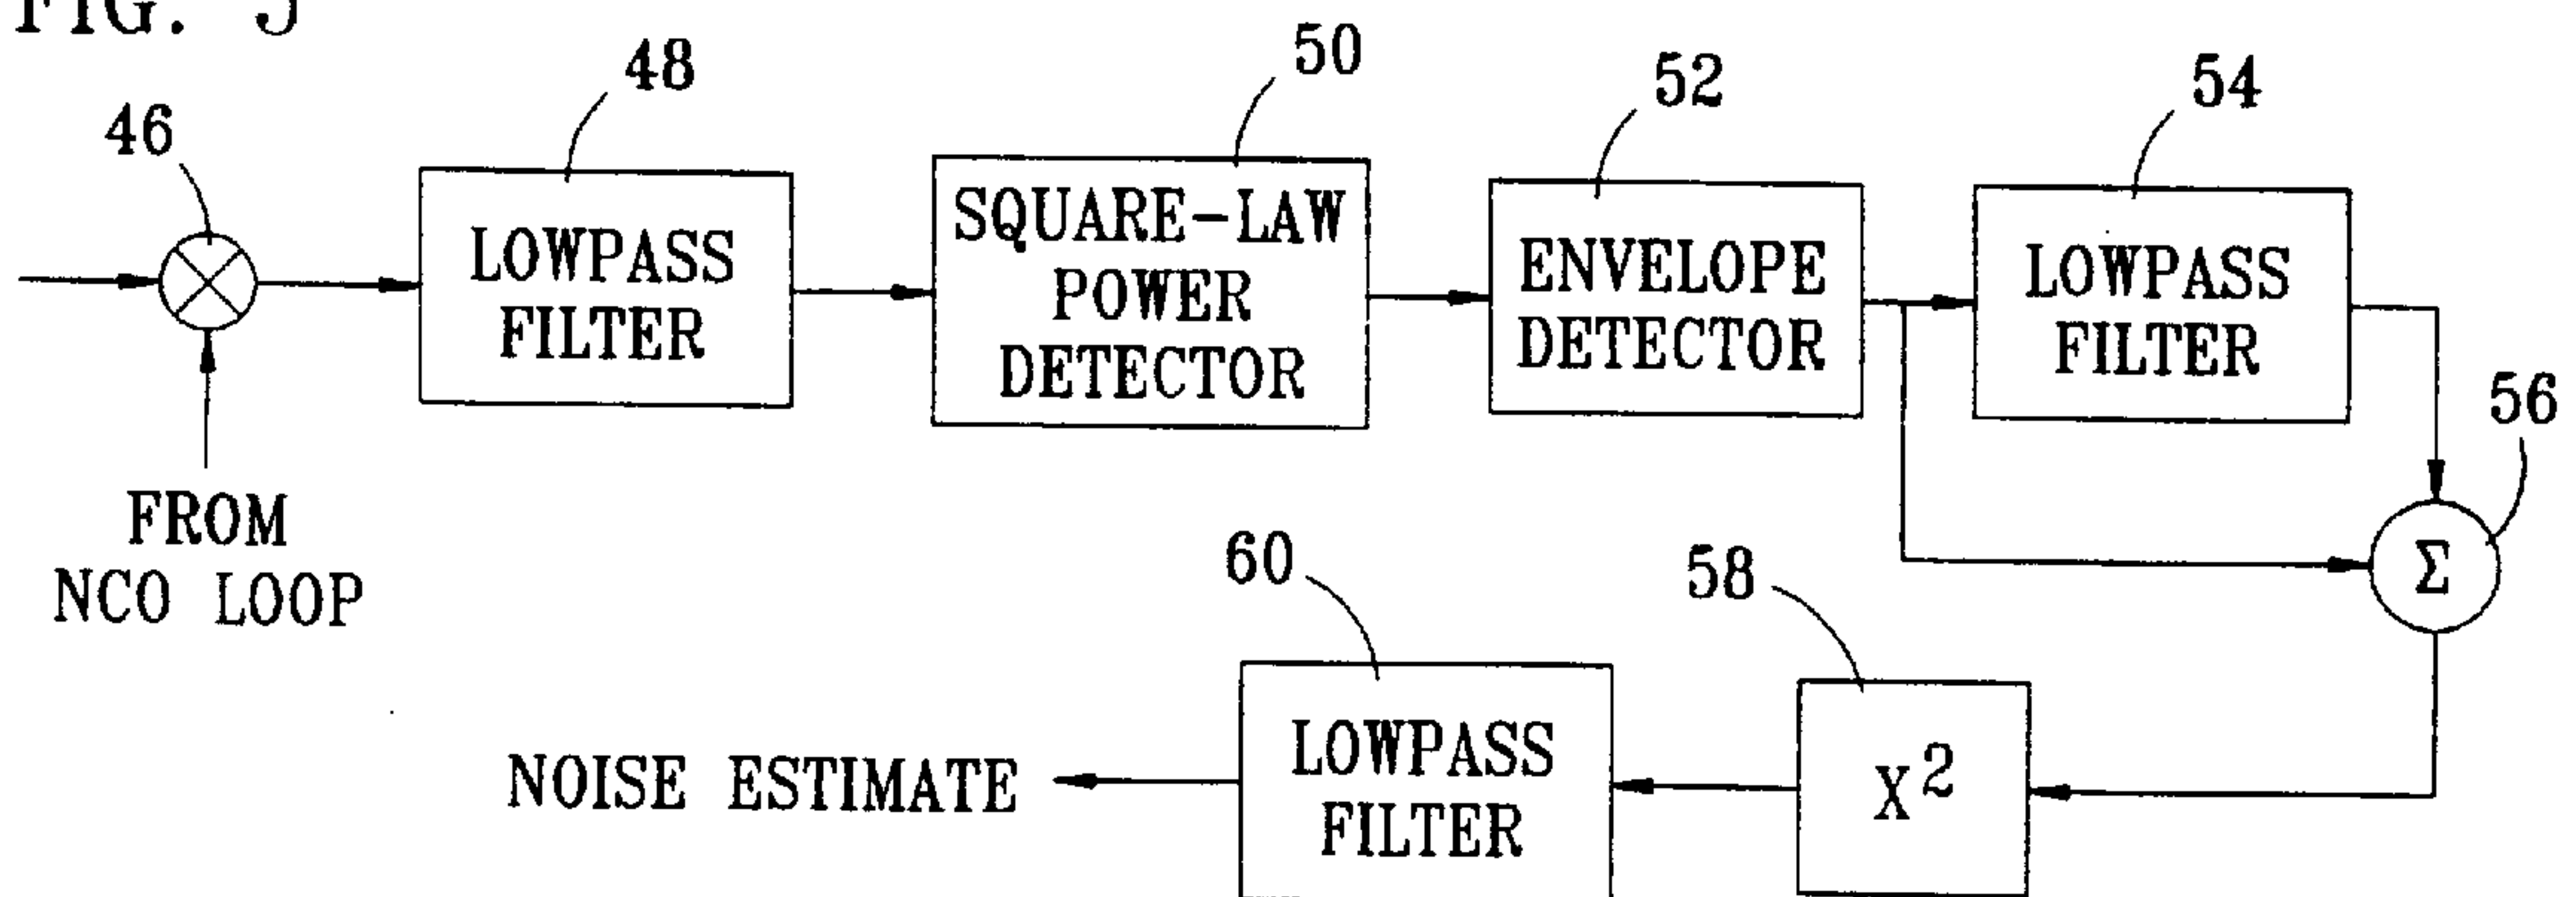 FIG. 5
46
48
50
52
54
LOWPASS
FILTER
SQUARE-LAW
POWER
DETECTOR
ENVELOPE
DETECTOR
LOWPASS
FILTER
56
FROM
NCO LOOP
Σ
60
58
NOISE ESTIMATE
LOWPASS
FILTER
X²